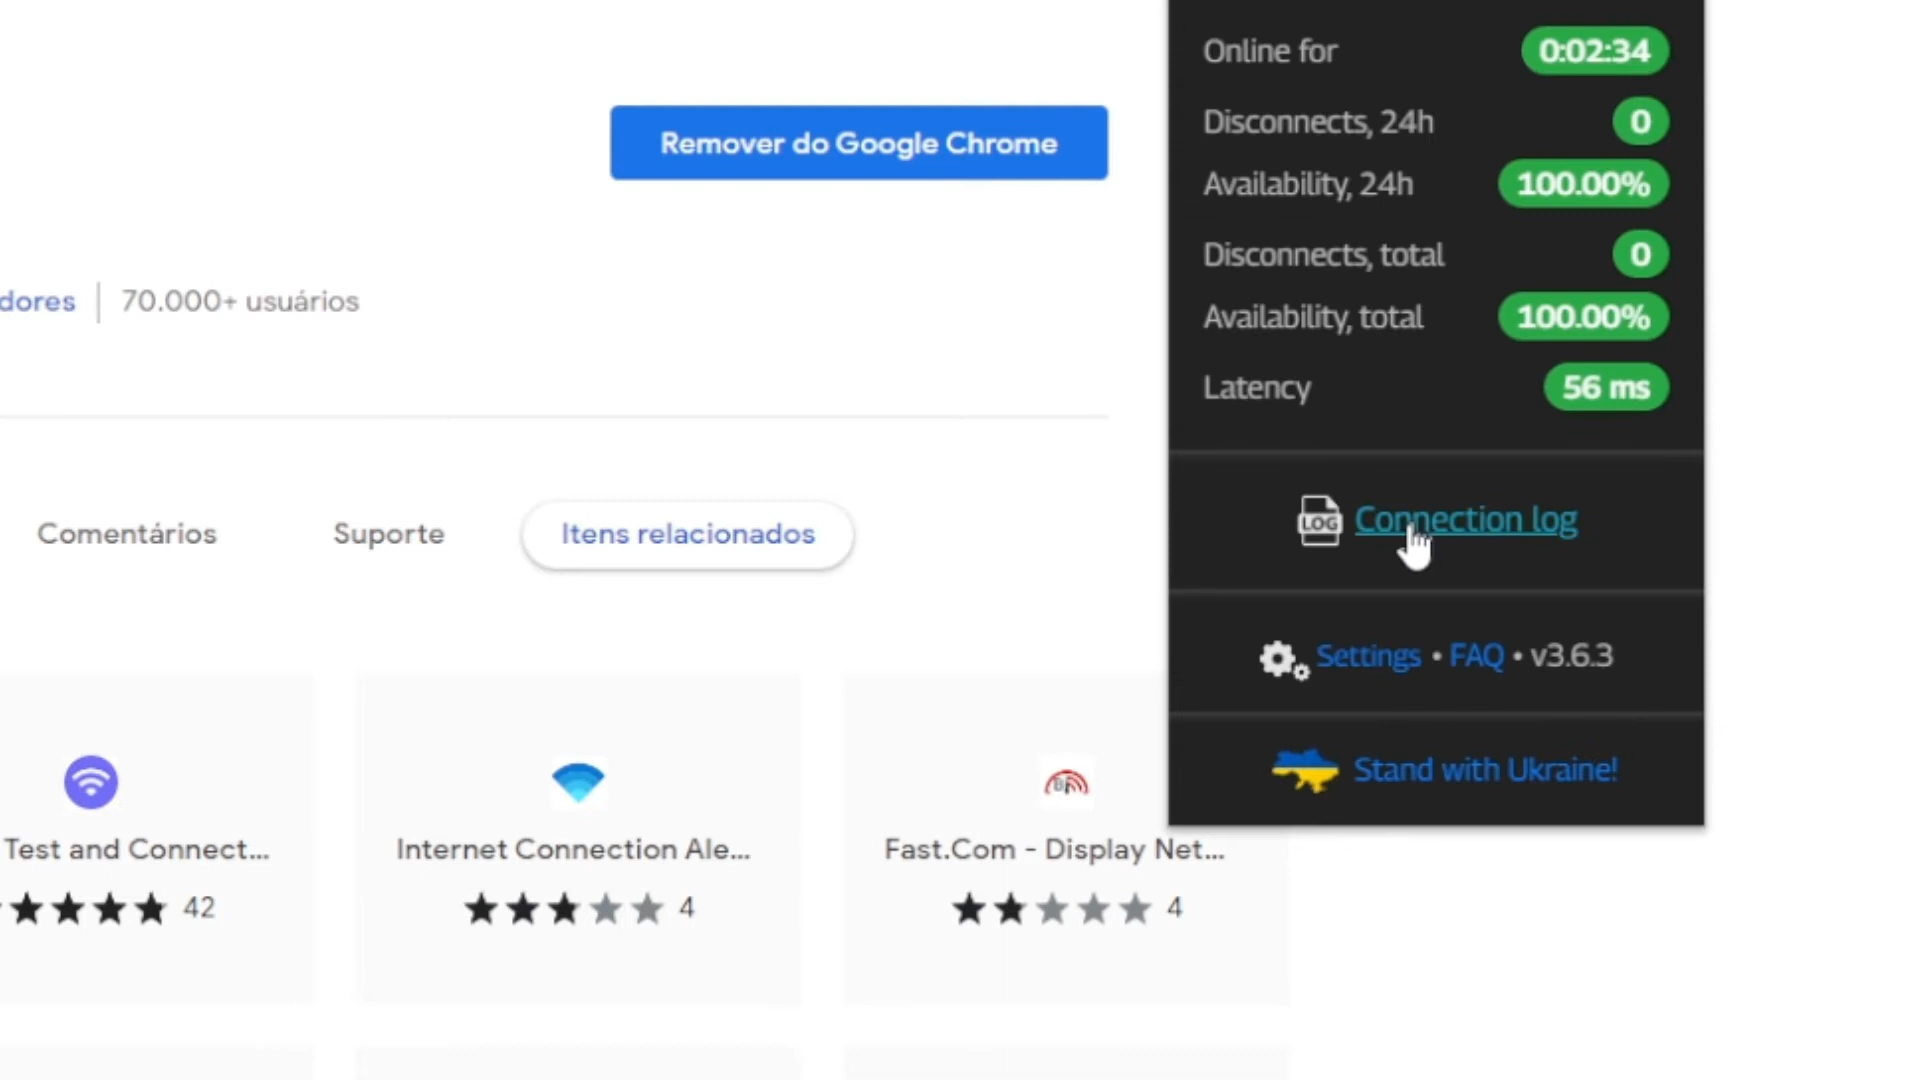 Online for 0:02:34
Disconnects, 24h 0
Availability, 24h 100.00%
Disconnects, total 0
Availability, total 100.00%
Latency 56 ms
LOG Connection log
Settings • FAQ • v3.6.3
Stand with Ukraine!
Remover do Google Chrome
dores | 70.000+ usuários
Comentários Suporte Itens relacionados
Test and Connect...
42
Internet Connection Ale...
4
Fast.Com - Display Net...
4